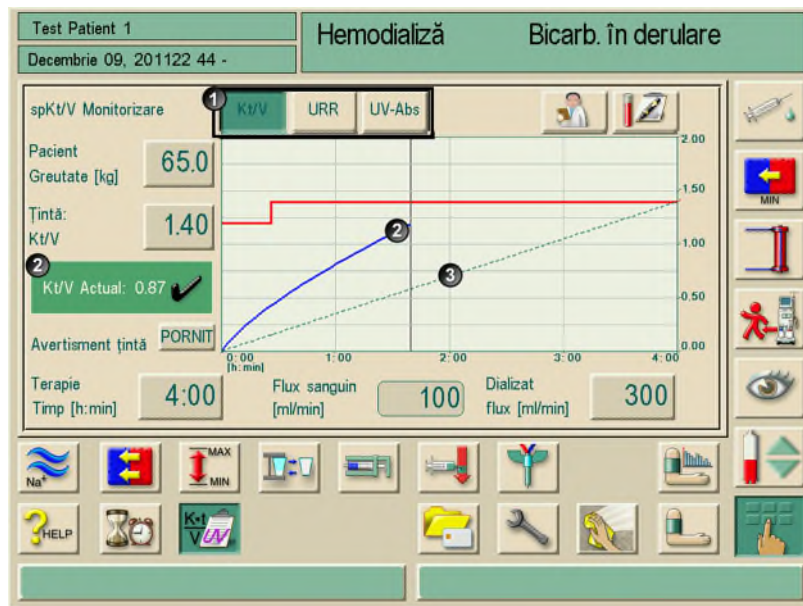 Test Patient 1
Decembrie 09, 201122 44 -
Hemodializă Bicarb. în derulare
spKt/V Monitorizare
1
Kt/V URR UV-Abs
Pacient
Greutate [kg]
65.0
Țintă:
Kt/V
1.40
2
Kt/V Actual: 0.87
Avertisment țintă PORNIT
2.00
1.50
1.00
0.50
0.00
2
3
0:00 1:00 2:00 3:00 4:00
[h:min]
Terapie
Timp [h:min]
4:00
Flux sanguin
[ml/min]
100
Dializat
flux [ml/min]
300
MIN
Na+
MAX
MIN
?HELP
K•t
V UV